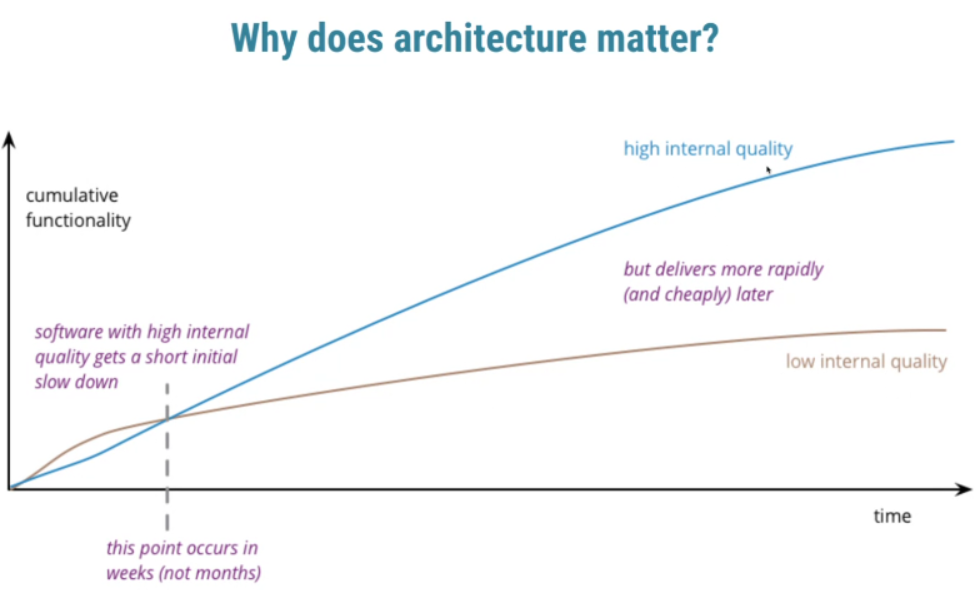 Why does architecture matter?
high internal quality
cumulative
functionality
but delivers more rapidly
(and cheaply) later
software with high internal
quality gets a short initial
slow down
low internal quality
time
this point occurs in
weeks (not months)